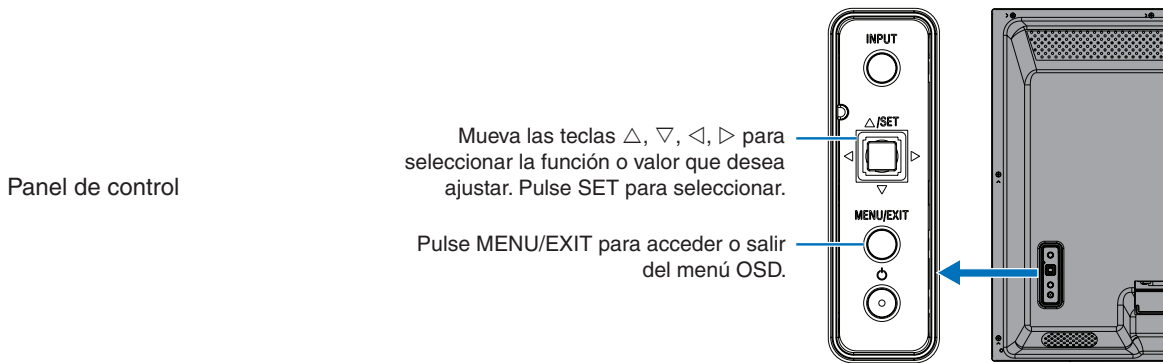 Panel de control
Mueva las teclas △, ▽, ◁, ▷ para
seleccionar la función o valor que desea
ajustar. Pulse SET para seleccionar.
Pulse MENU/EXIT para acceder o salir
del menú OSD.
INPUT
△/SET
◁ ▷
▽
MENU/EXIT
⏻